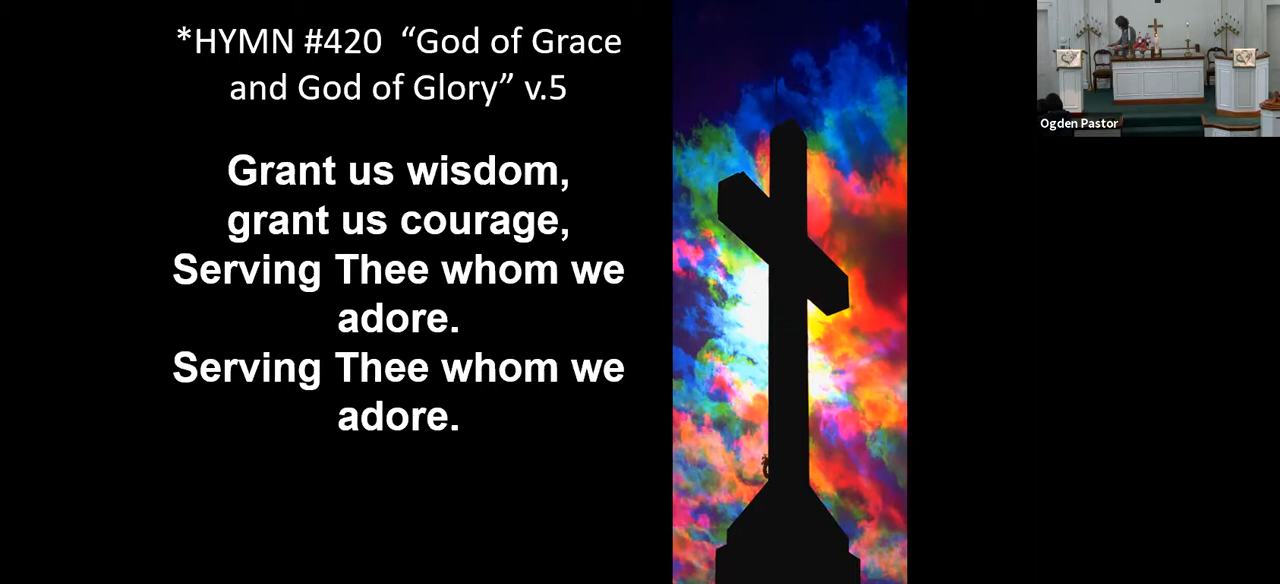 *HYMN #420 “God of Grace
and God of Glory” v.5
Grant us wisdom,
grant us courage,
Serving Thee whom we
adore.
Serving Thee whom we
adore.
Ogden Pastor